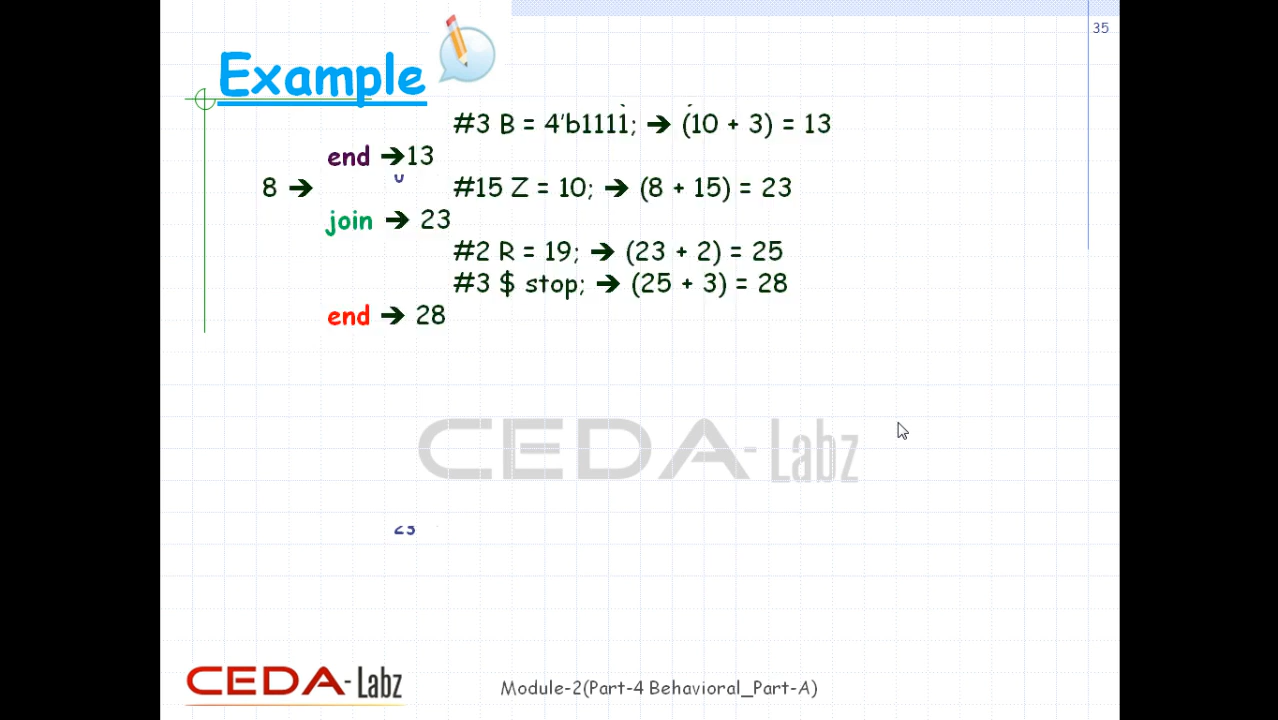 35
Example
#3 B = 4'b1111; ➔ (10 + 3) = 13
end ➔13
8 ➔ #15 Z = 10; ➔ (8 + 15) = 23
join ➔ 23
#2 R = 19; ➔ (23 + 2) = 25
#3 $ stop; ➔ (25 + 3) = 28
end ➔ 28
CEDA-Labz
CEDA-Labz
Module-2(Part-4 Behavioral_Part-A)